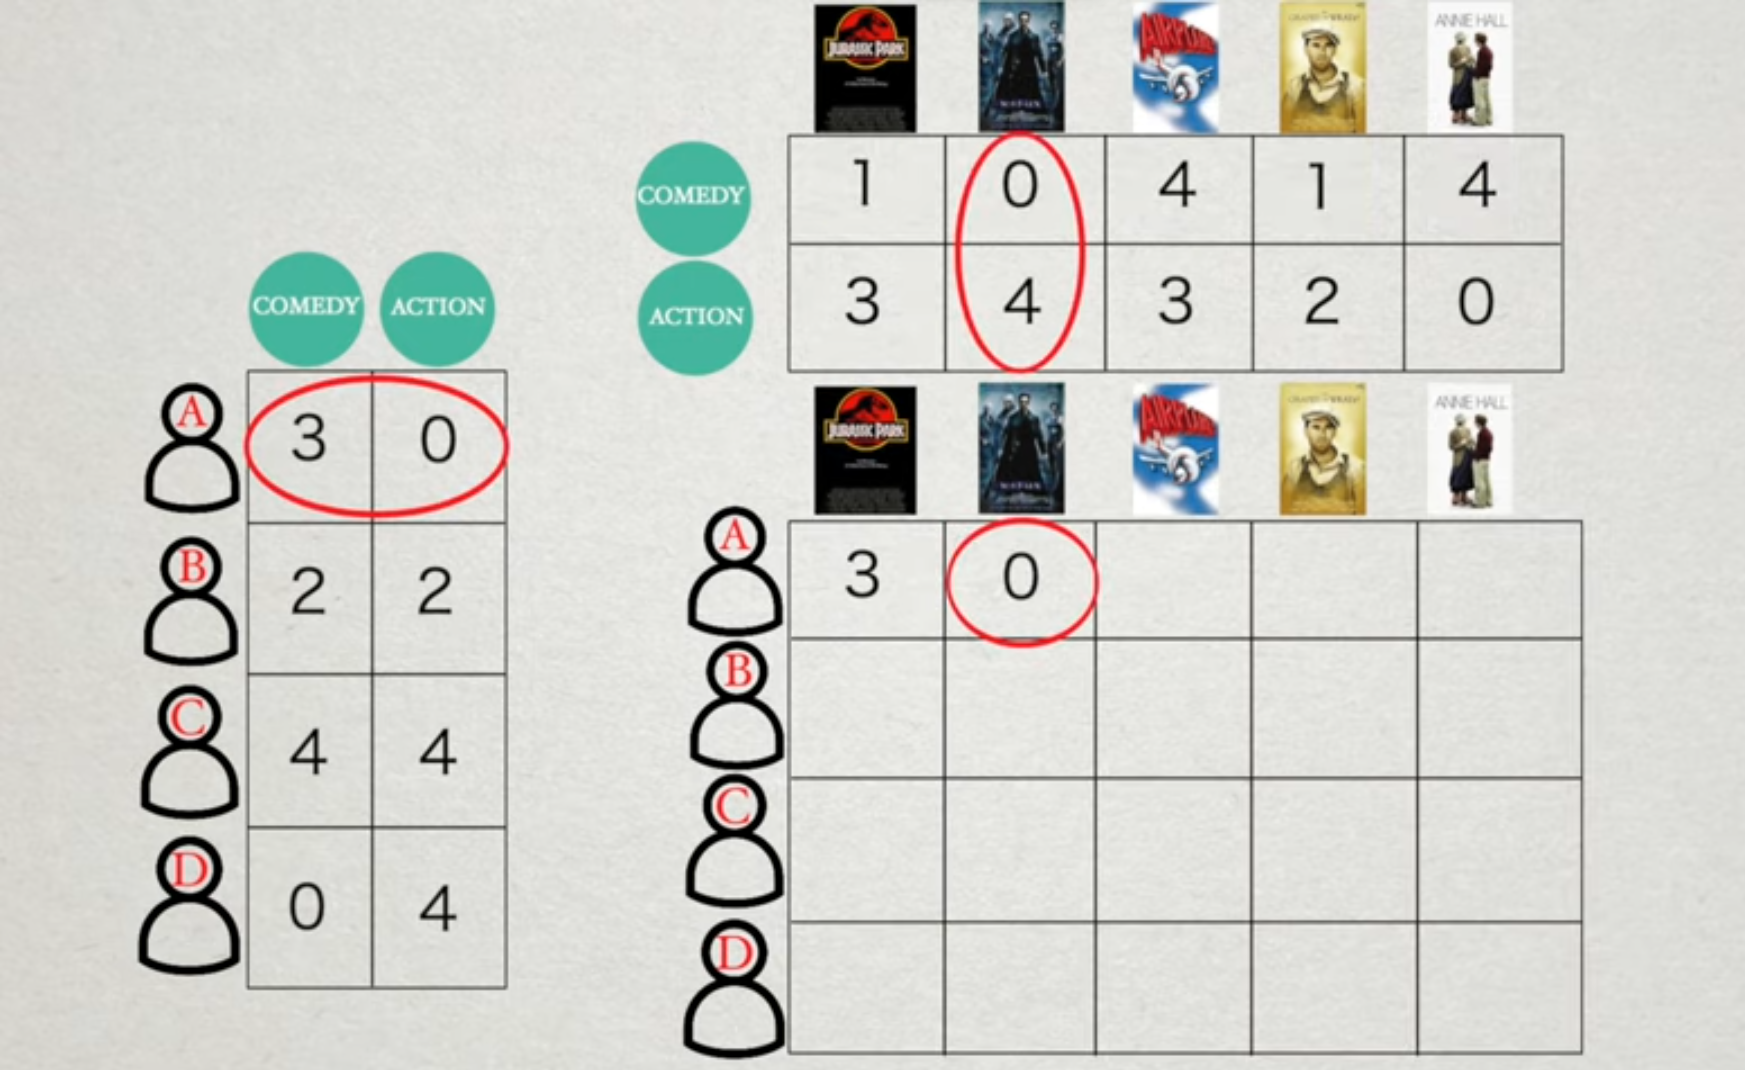 JURASSIC PARK
ANNIE HALL
COMEDY 1 0 4 1 4
ACTION 3 4 3 2 0
COMEDY ACTION
A 3 0
B 2 2
C 4 4
D 0 4
JURASSIC PARK
ANNIE HALL
A 3 0
B
C
D